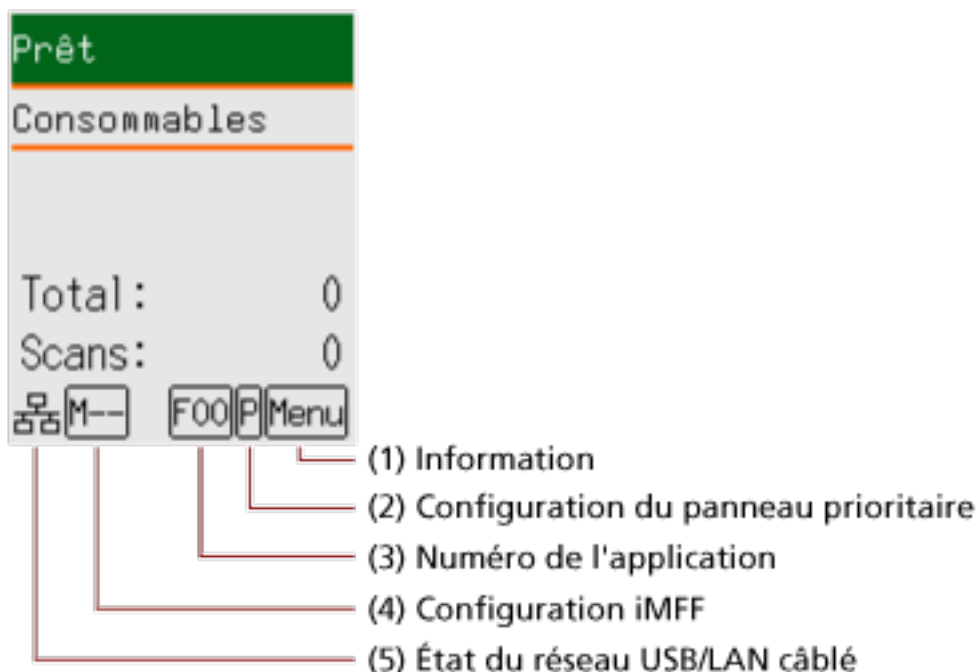 Prêt
Consommables
Total: 0
Scans: 0
M-- F00 P Menu
(1) Information
(2) Configuration du panneau prioritaire
(3) Numéro de l'application
(4) Configuration iMFF
(5) État du réseau USB/LAN câblé